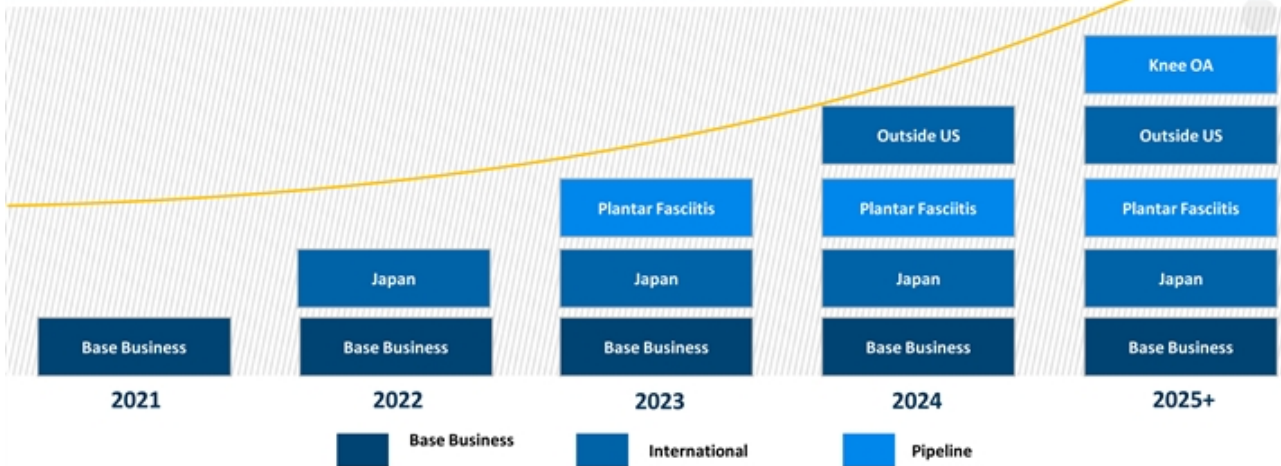 Knee OA
Outside US Outside US
Plantar Fasciitis Plantar Fasciitis Plantar Fasciitis
Japan Japan Japan Japan
Base Business Base Business Base Business Base Business Base Business
2021 2022 2023 2024 2025+
Base Business International Pipeline